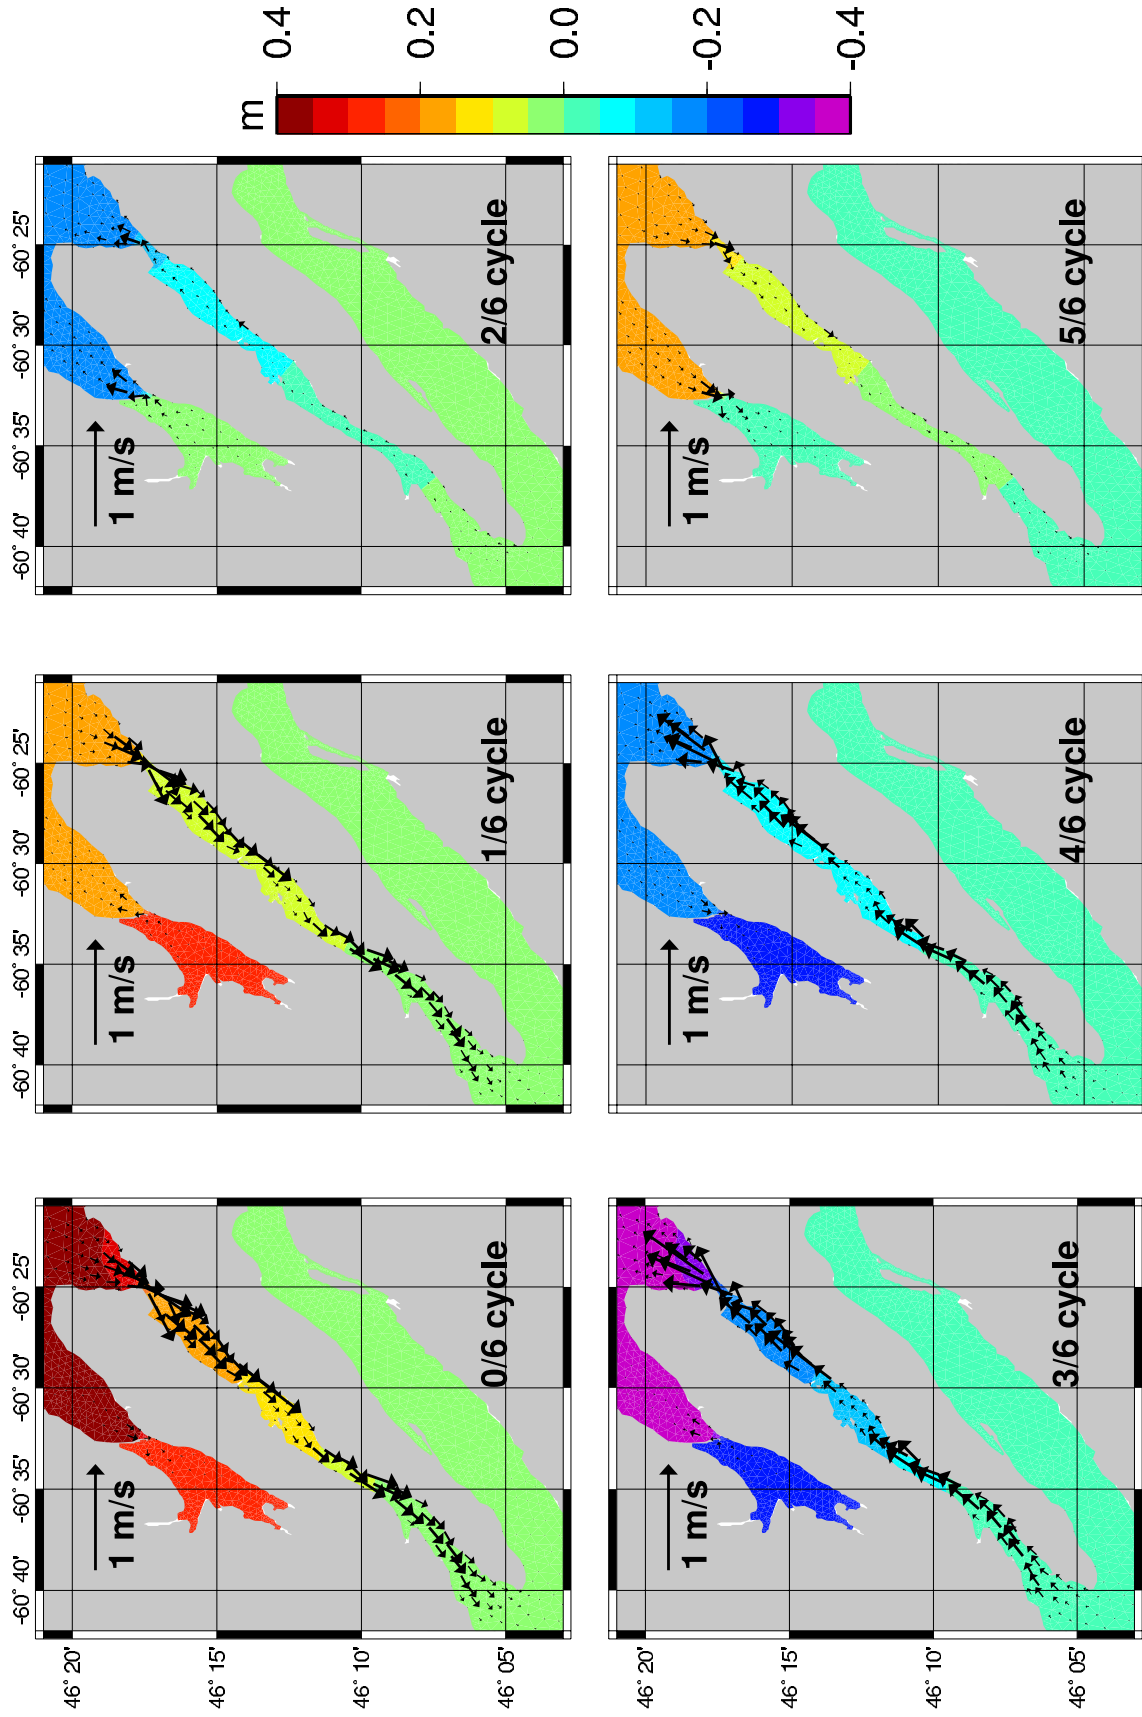 -60° 40' -60° 35' -60° 30' -60° 25'
-60° 40' -60° 35' -60° 30' -60° 25'
-60° 40' -60° 35' -60° 30' -60° 25'
46° 20'
46° 15'
46° 10'
46° 05'
1 m/s
0/6 cycle
1 m/s
1/6 cycle
1 m/s
2/6 cycle
46° 20'
46° 15'
46° 10'
46° 05'
1 m/s
3/6 cycle
1 m/s
4/6 cycle
1 m/s
5/6 cycle
m
0.4
0.2
0.0
-0.2
-0.4